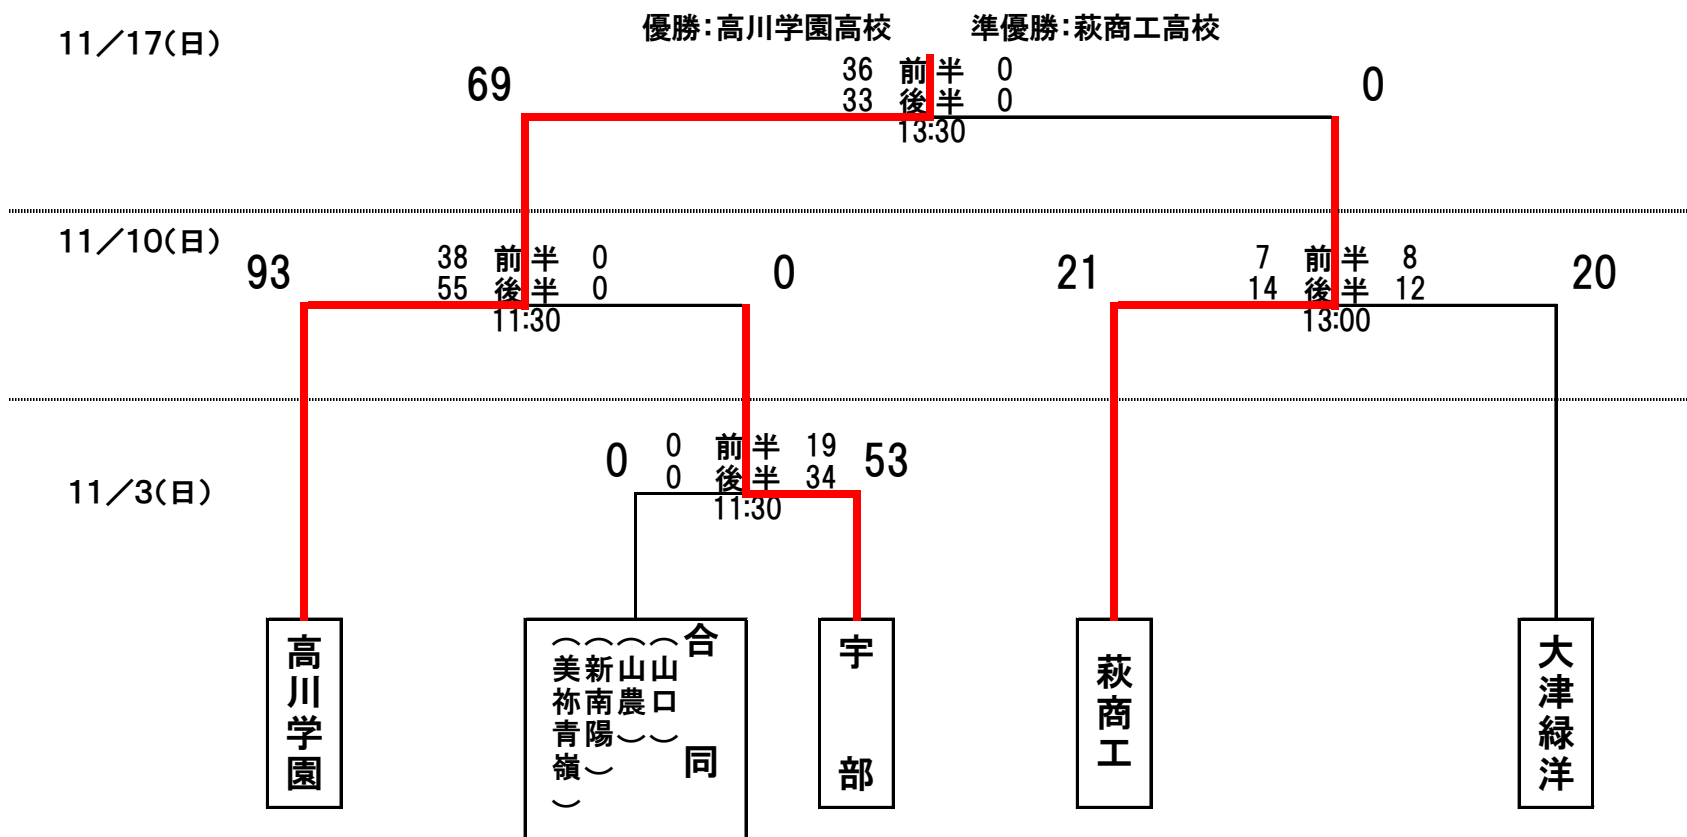 優勝：高川学園高校　　準優勝：萩商工高校
11／17(日)
69　36　前半　0　0
33　後半　0
13:30
11／10(日)
93　38　前半　0　0
55　後半　0
11:30
21　7　前半　8　20
14　後半　12
13:00
11／3(日)
0　0　前半　19　53
0　後半　34
11:30
高川学園
合同
（山口）
（山農）
（新南陽）
（美祢青嶺）
宇部
萩商工
大津緑洋